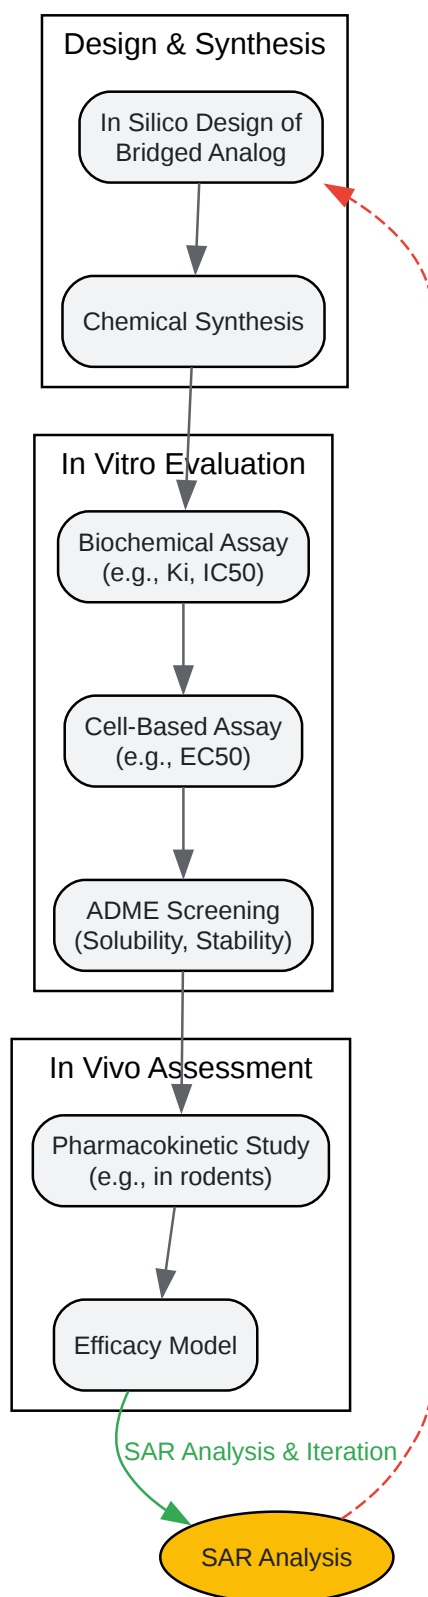 Design & Synthesis
In Silico Design of
Bridged Analog
Chemical Synthesis
In Vitro Evaluation
Biochemical Assay
(e.g., Ki, IC50)
Cell-Based Assay
(e.g., EC50)
ADME Screening
(Solubility, Stability)
In Vivo Assessment
Pharmacokinetic Study
(e.g., in rodents)
Efficacy Model
SAR Analysis & Iteration
SAR Analysis